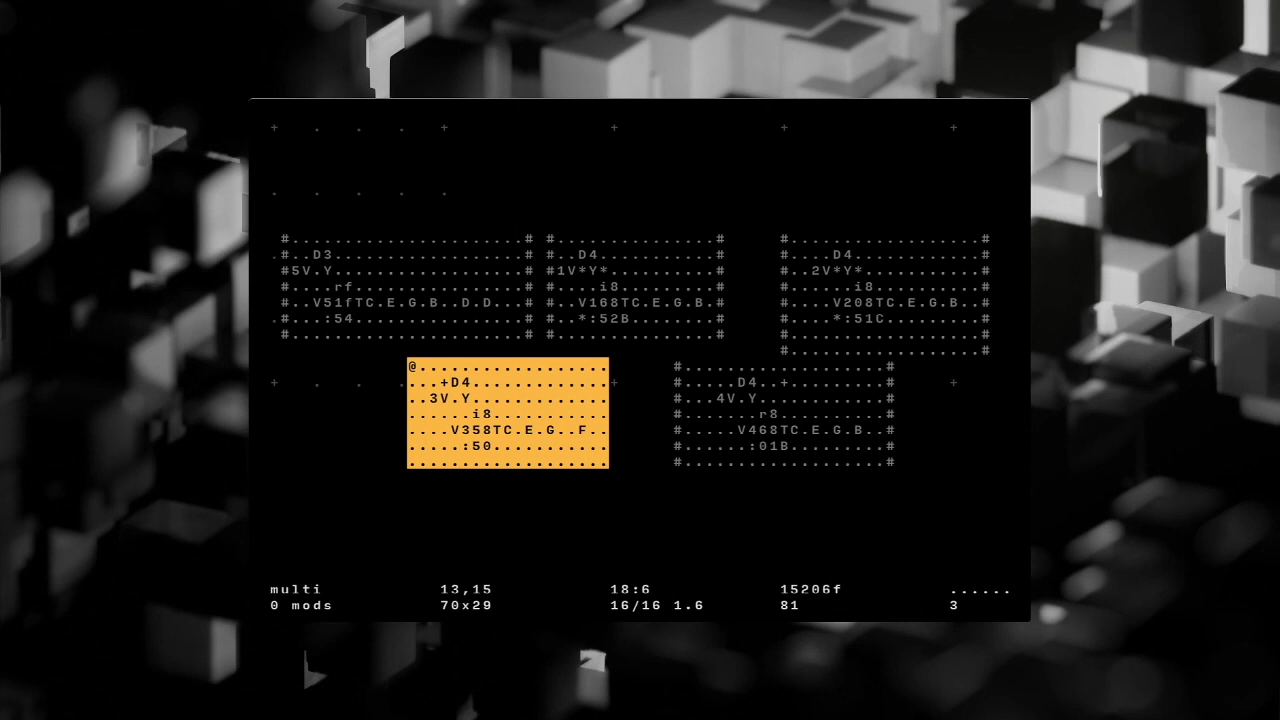 + . . . + + + +
. . . . .
#......................# #...............# #..................#
.#..D3..................# #..D4...........# #....D4............#
#5V.Y..................# #1V*Y*..........# #..2V*Y*...........#
#....rf................# #....i8.........# #......i8..........#
#..V51fTC.E.G.B..D.D...# #..V168TC.E.G.B.# #....V208TC.E.G.B..#
.#...:54................# #..*:52B.........# #....*:51C..........#
#......................# #...............# #..................#
#..................#
@.................. #...................#
+ . . . ...+D4.............+ #.....D4..+.........# +
..3V.Y............. #...4V.Y............#
......i8........... #.......r8..........#
....V358TC.E.G..F.. #.....V468TC.E.G.B..#
.....:50........... #......:01B.........#
................... #...................#
multi 13,15 18:6 15206f ......
0 mods 70x29 16/16 1.6 81 3